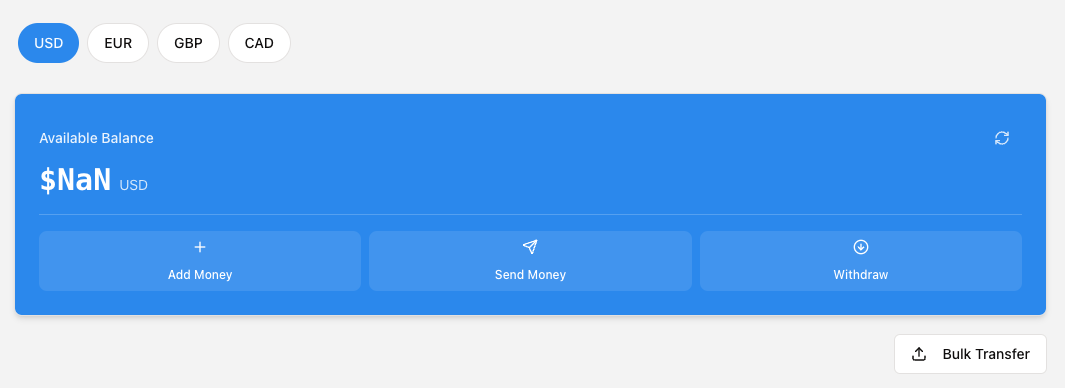 USD EUR GBP CAD
Available Balance
$NaN USD
Add Money Send Money Withdraw
Bulk Transfer